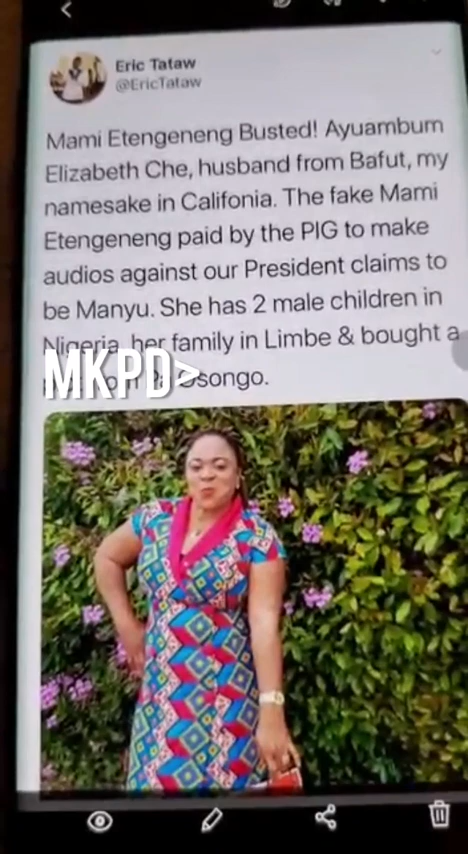 Eric Tataw
@EricTataw
Mami Etengeneng Busted! Ayuambum
Elizabeth Che, husband from Bafut, my
namesake in Califonia. The fake Mami
Etengeneng paid by the PIG to make
audios against our President claims to
be Manyu. She has 2 male children in
Nigeria, her family in Limbe & bought a
MKPD>
Osongo.